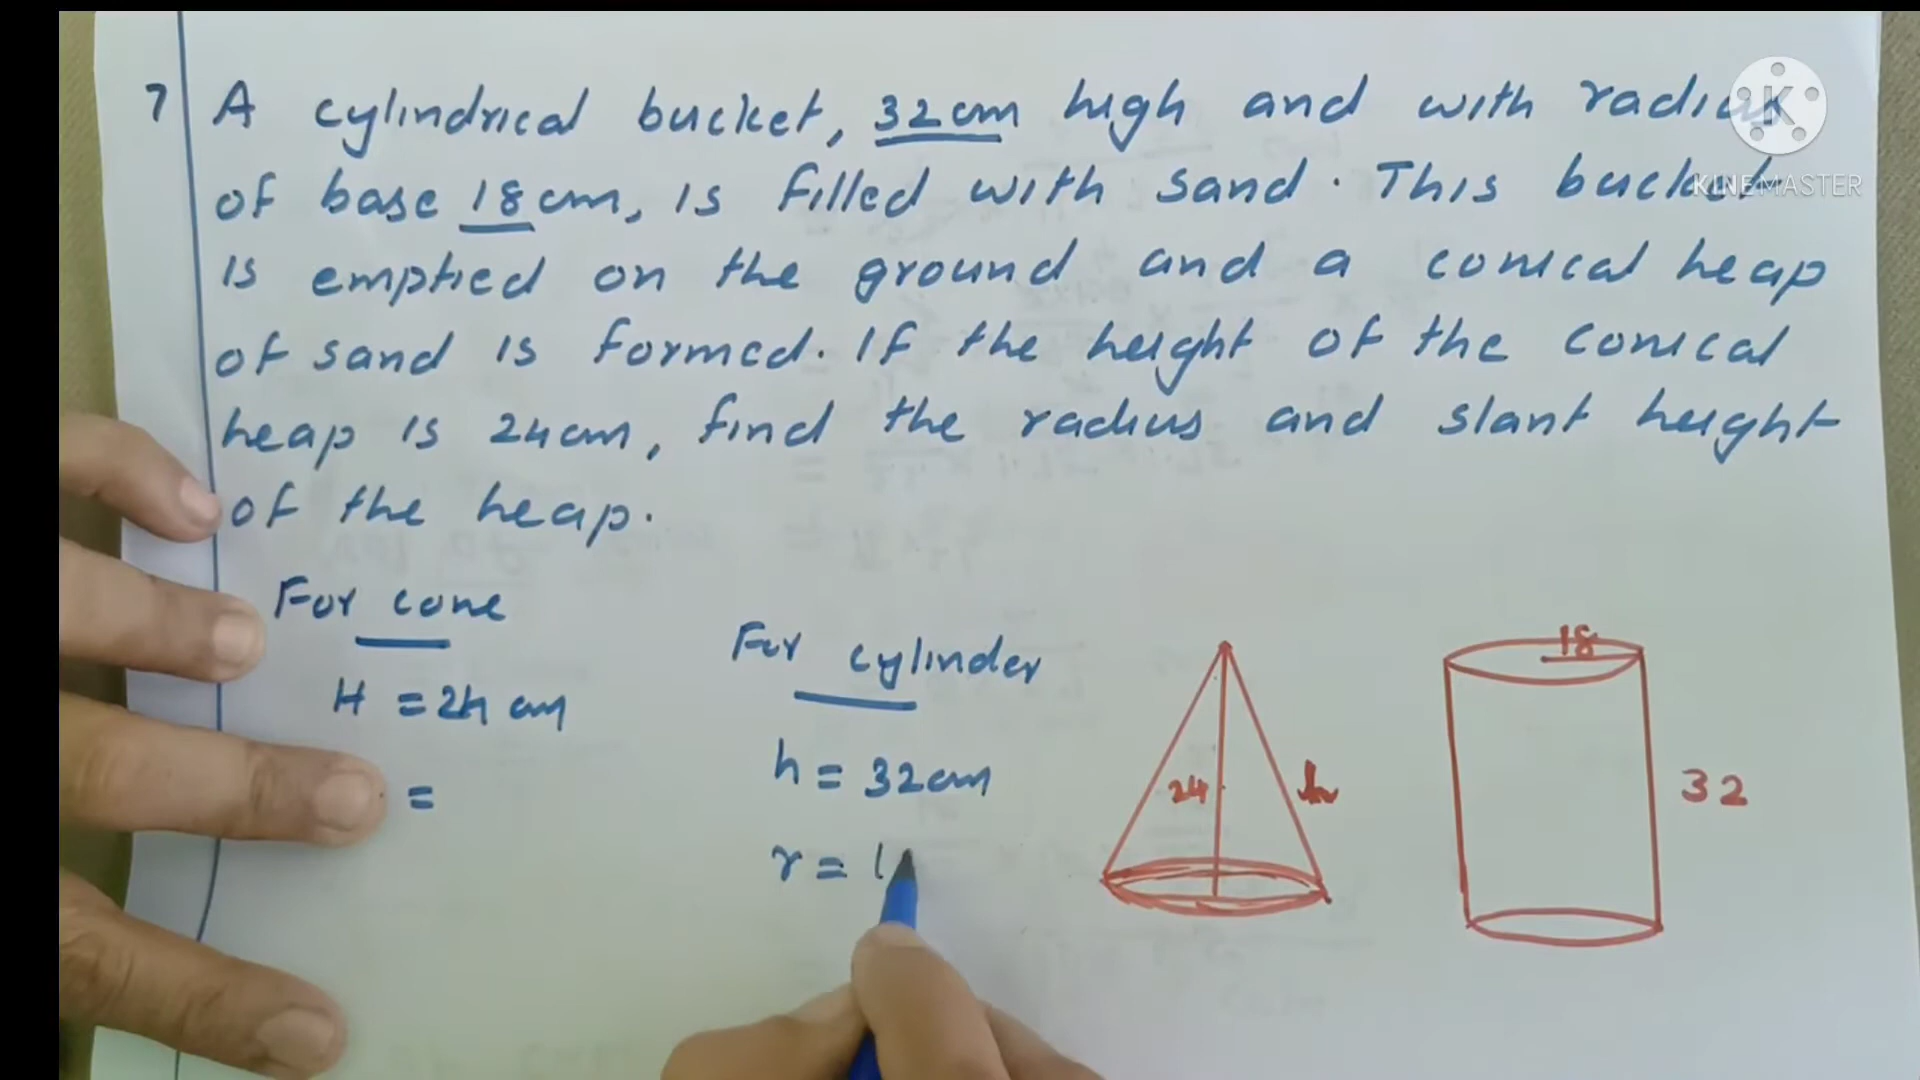 7 A cylindrical bucket, 32cm high and with radius
of base 18cm, is filled with sand. This bucket
is emptied on the ground and a conical heap
of sand is formed. If the height of the conical
heap is 24cm, find the radius and slant height
of the heap.
For cone
H = 24 cm
=
For cylinder
h = 32cm
r = 1
24
18
32
K
KINEMASTER